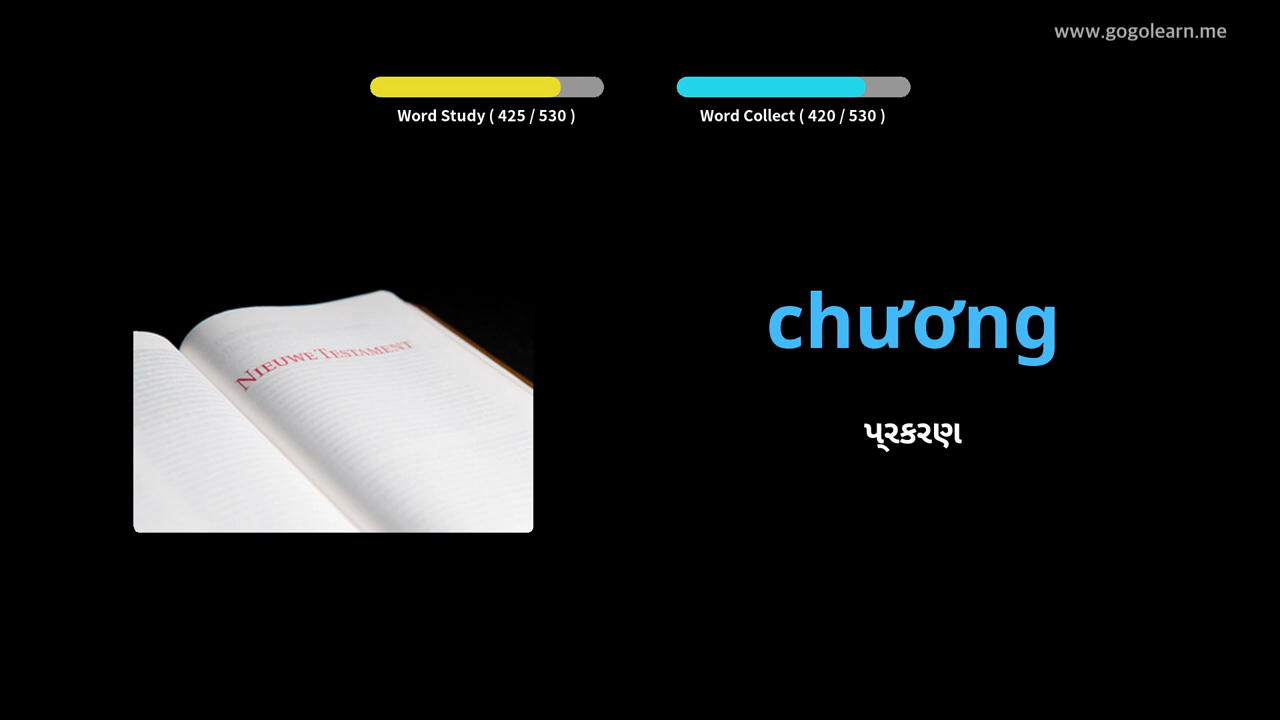 www.gogolearn.me
Word Study ( 425 / 530 )
Word Collect ( 420 / 530 )
NIEUWE TESTAMENT
chương
પ્રકરણ